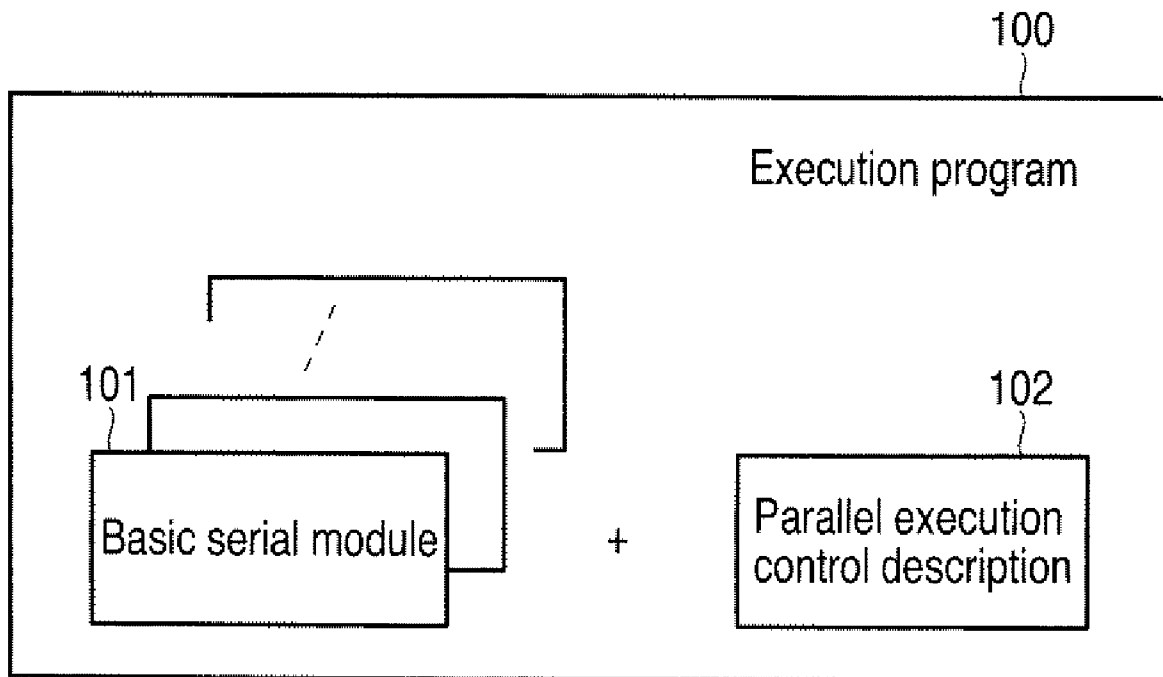 100
Execution program
101
Basic serial module
+
102
Parallel execution
control description